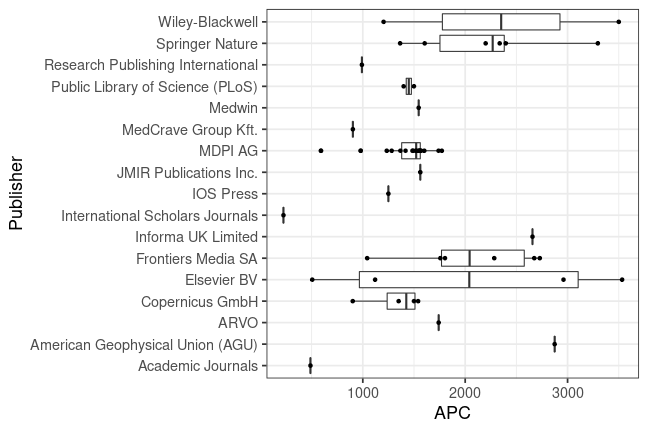 Wiley-Blackwell
Springer Nature
Research Publishing International
Public Library of Science (PLoS)
Medwin
MedCrave Group Kft.
MDPI AG
JMIR Publications Inc.
IOS Press
International Scholars Journals
Informa UK Limited
Frontiers Media SA
Elsevier BV
Copernicus GmbH
ARVO
American Geophysical Union (AGU)
Academic Journals
Publisher
1000 2000 3000
APC